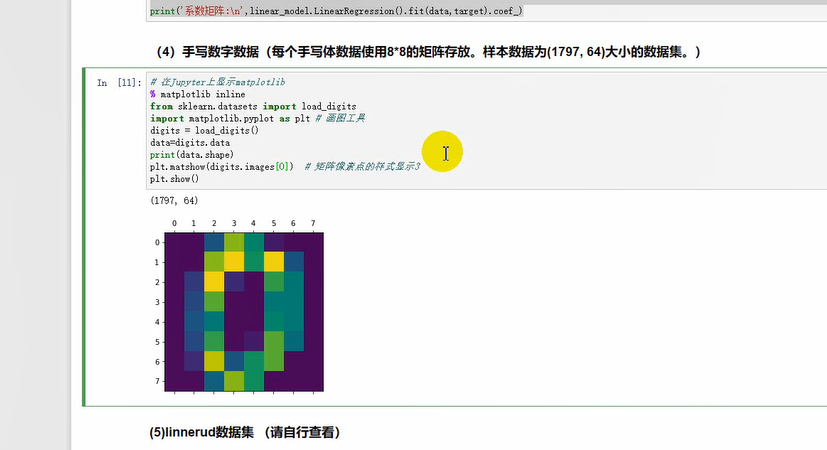 print('系数矩阵:\n',linear_model.LinearRegression().fit(data,target).coef_)
（4）手写数字数据（每个手写体数据使用8*8的矩阵存放。样本数据为(1797, 64)大小的数据集。）
In [11]:
# 在Jupyter上显示matplotlib
% matplotlib inline
from sklearn.datasets import load_digits
import matplotlib.pyplot as plt # 画图工具
digits = load_digits()
data=digits.data
print(data.shape)
plt.matshow(digits.images[0])  # 矩阵像素点的样式显示3
plt.show()
(1797, 64)
0 1 2 3 4 5 6 7
0
1
2
3
4
5
6
7
(5)linnerud数据集 （请自行查看）